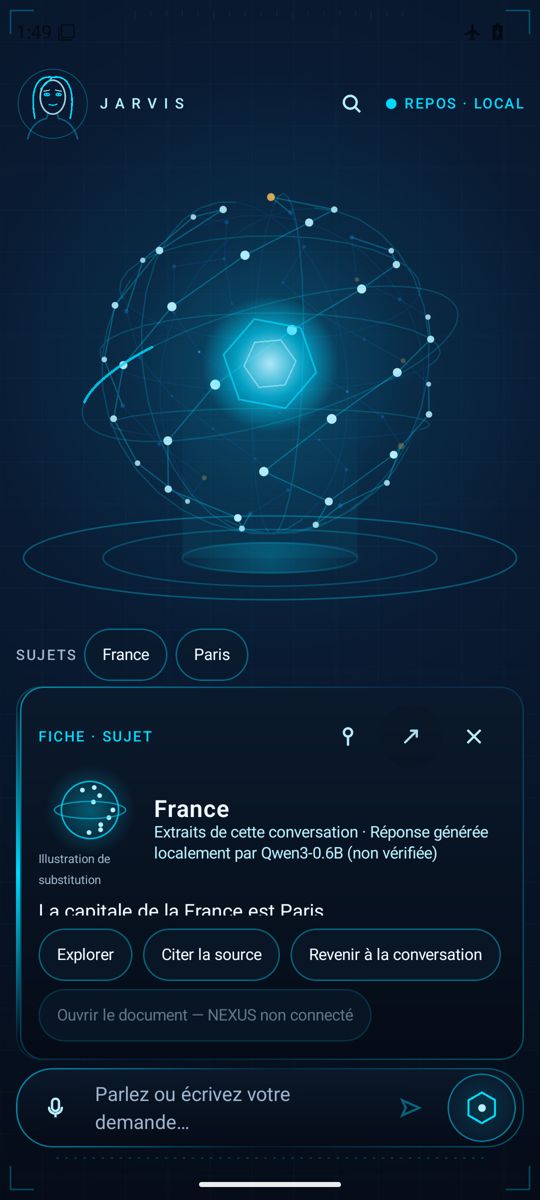 1:49
JARVIS
REPOS · LOCAL
SUJETS
France
Paris
FICHE · SUJET
France
Extraits de cette conversation · Réponse générée
localement par Qwen3-0.6B (non vérifiée)
Illustration de
substitution
La capitale de la France est Paris
Explorer
Citer la source
Revenir à la conversation
Ouvrir le document — NEXUS non connecté
Parlez ou écrivez votre
demande…